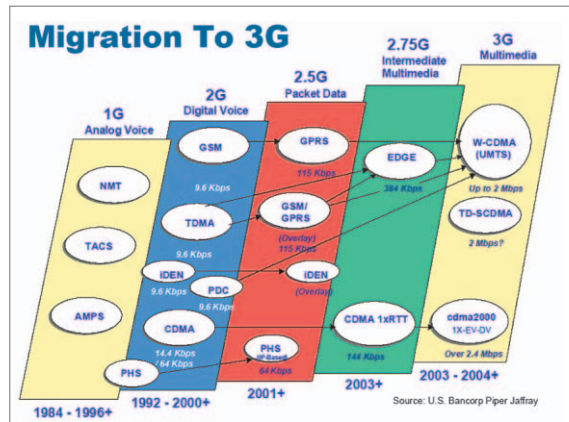 Migration To 3G
1G
Analog Voice
NMT
TACS
AMPS
PHS
1984 - 1996+
2G
Digital Voice
GSM
9.6 Kbps
TDMA
9.6 Kbps
iDEN
9.6 Kbps
PDC
9.6 Kbps
CDMA
14.4 Kbps
/ 64 Kbps
1992 - 2000+
2.5G
Packet Data
GPRS
115 Kbps
GSM/
GPRS
(Overlay)
115 Kbps
iDEN
(Overlay)
PHS
(IP-Based)
64 Kbps
2001+
2.75G
Intermediate
Multimedia
EDGE
384 Kbps
CDMA 1xRTT
144 Kbps
2003+
3G
Multimedia
W-CDMA
(UMTS)
Up to 2 Mbps
TD-SCDMA
2 Mbps?
cdma2000
1X-EV-DV
Over 2.4 Mbps
2003 - 2004+
Source: U.S. Bancorp Piper Jaffray